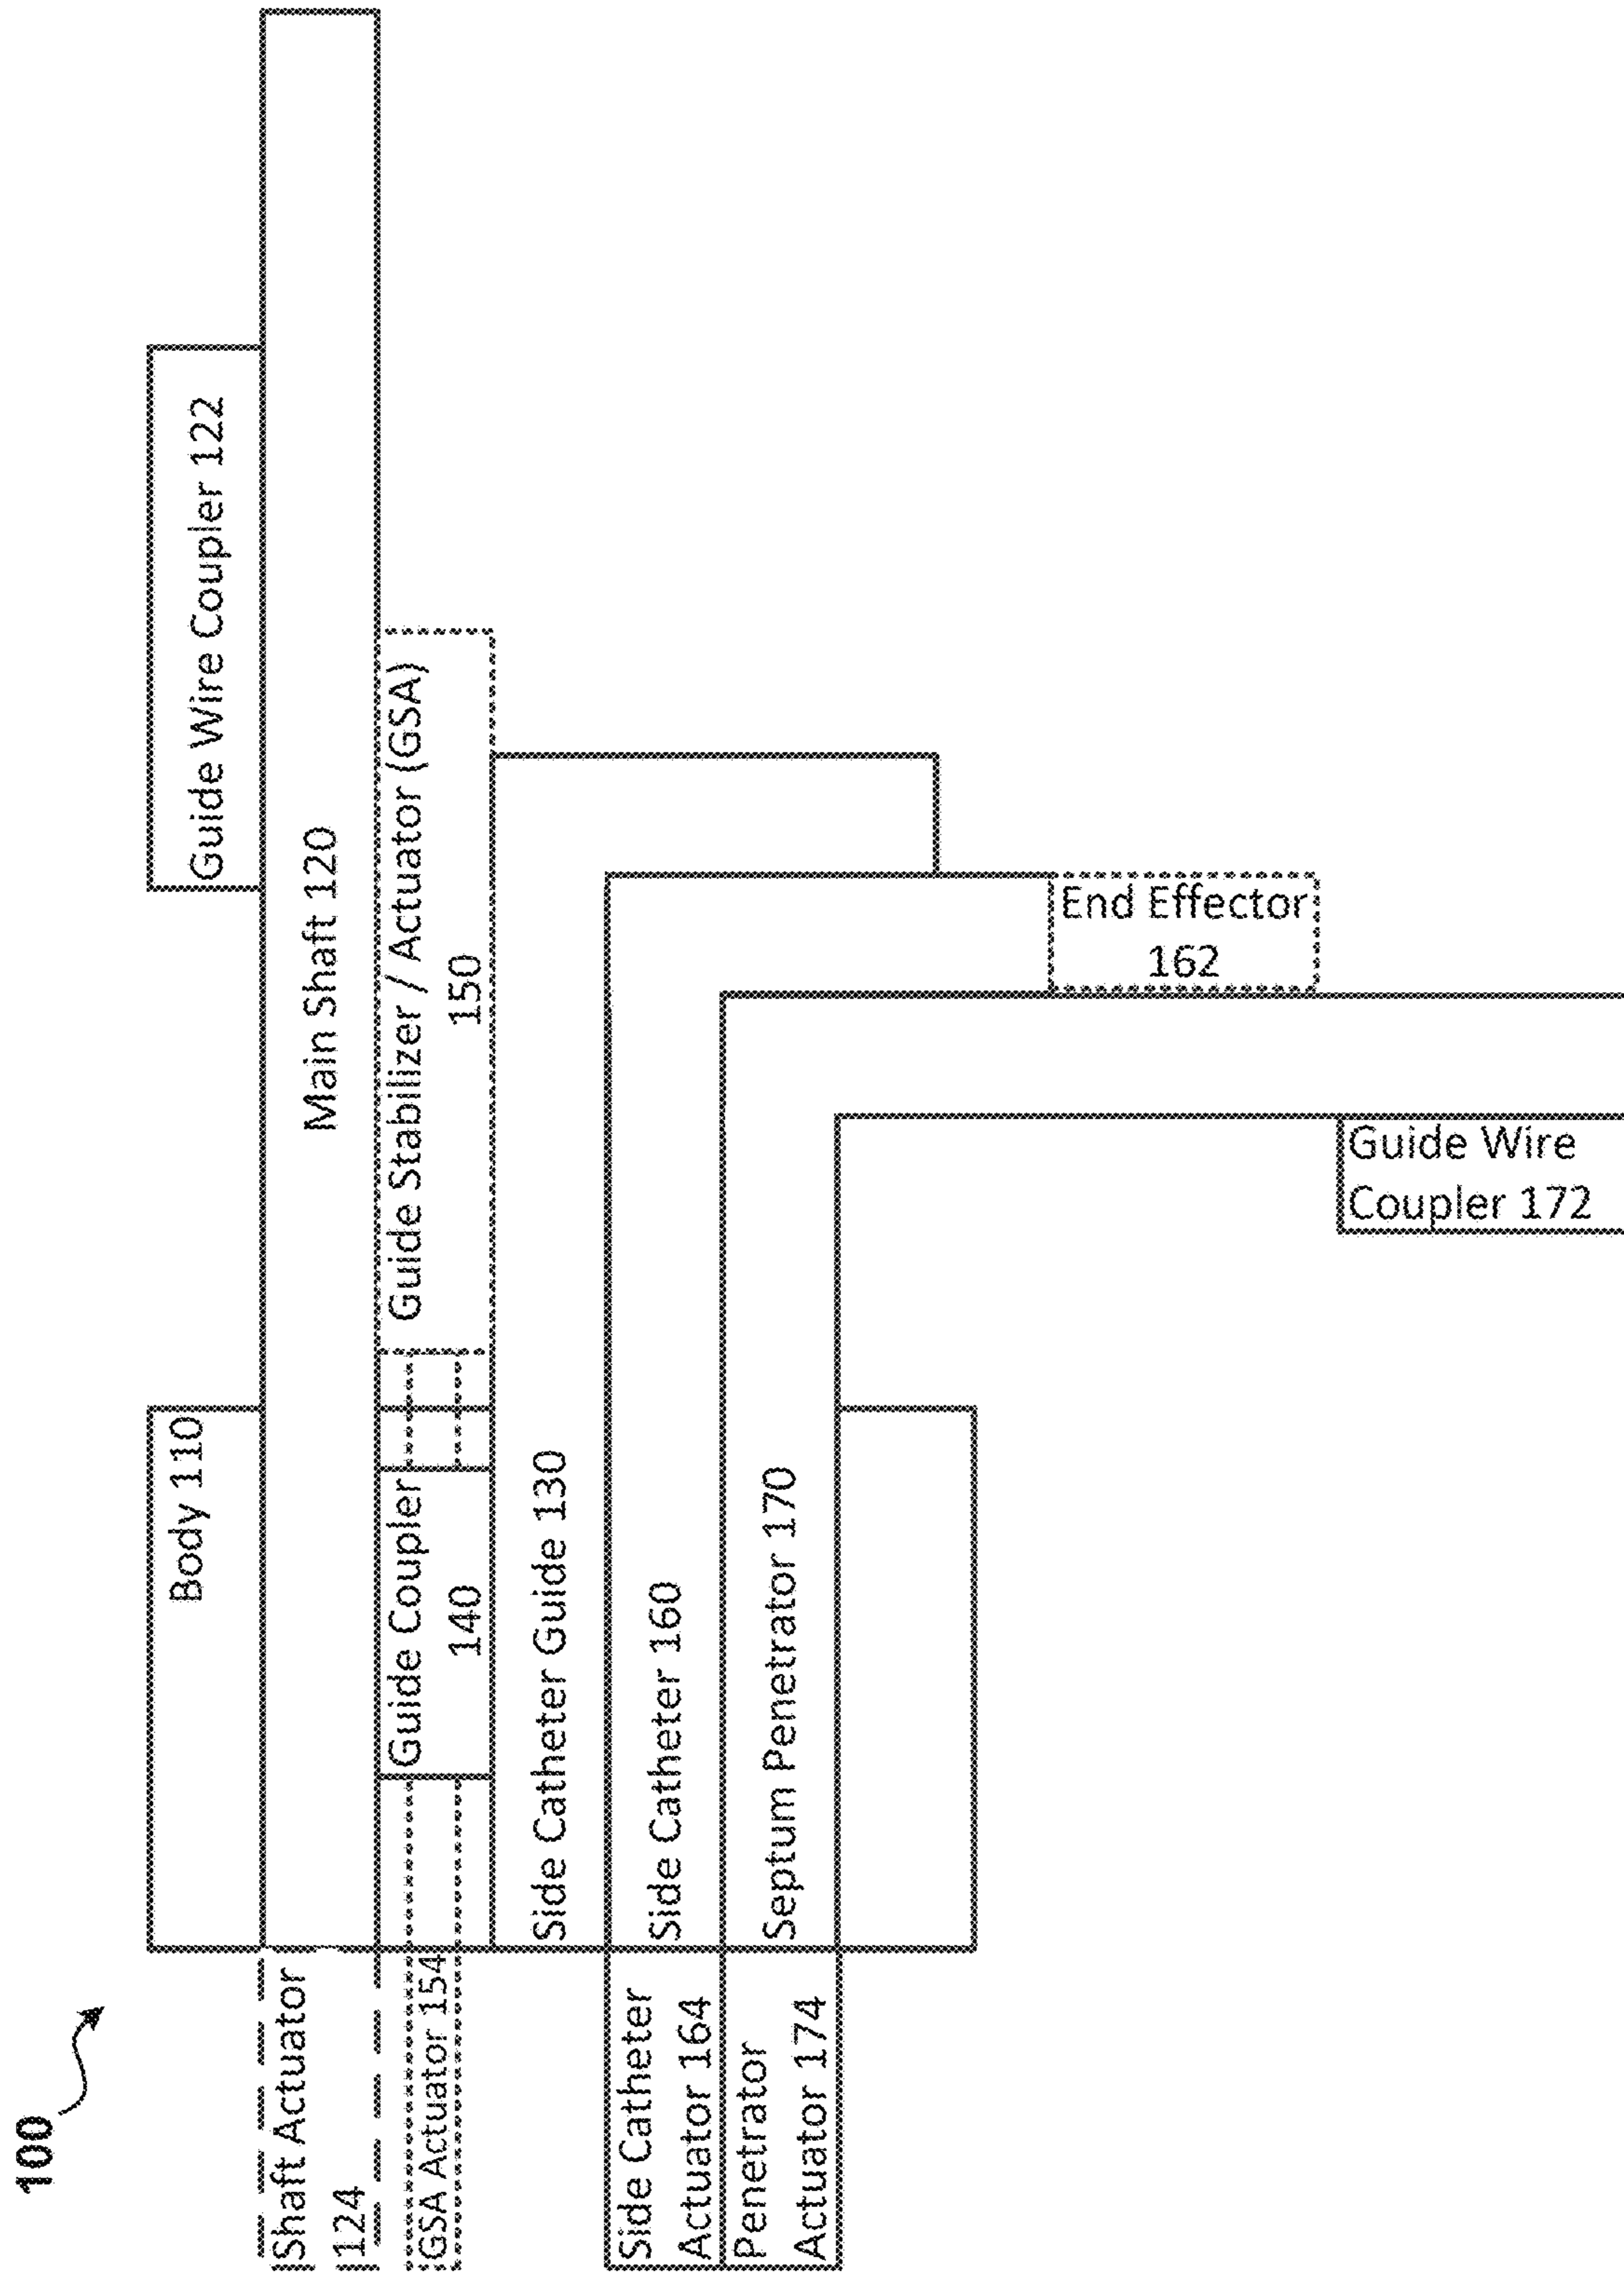 100
Body 110
Guide Wire Coupler 122
Main Shaft 120
Shaft Actuator
124
Guide Coupler
140
Guide Stabilizer / Actuator (GSA)
150
GSA Actuator 154
Side Catheter Guide 130
Side Catheter 160
Side Catheter
Actuator 164
Septum Penetrator 170
Penetrator
Actuator 174
End Effector
162
Guide Wire
Coupler 172